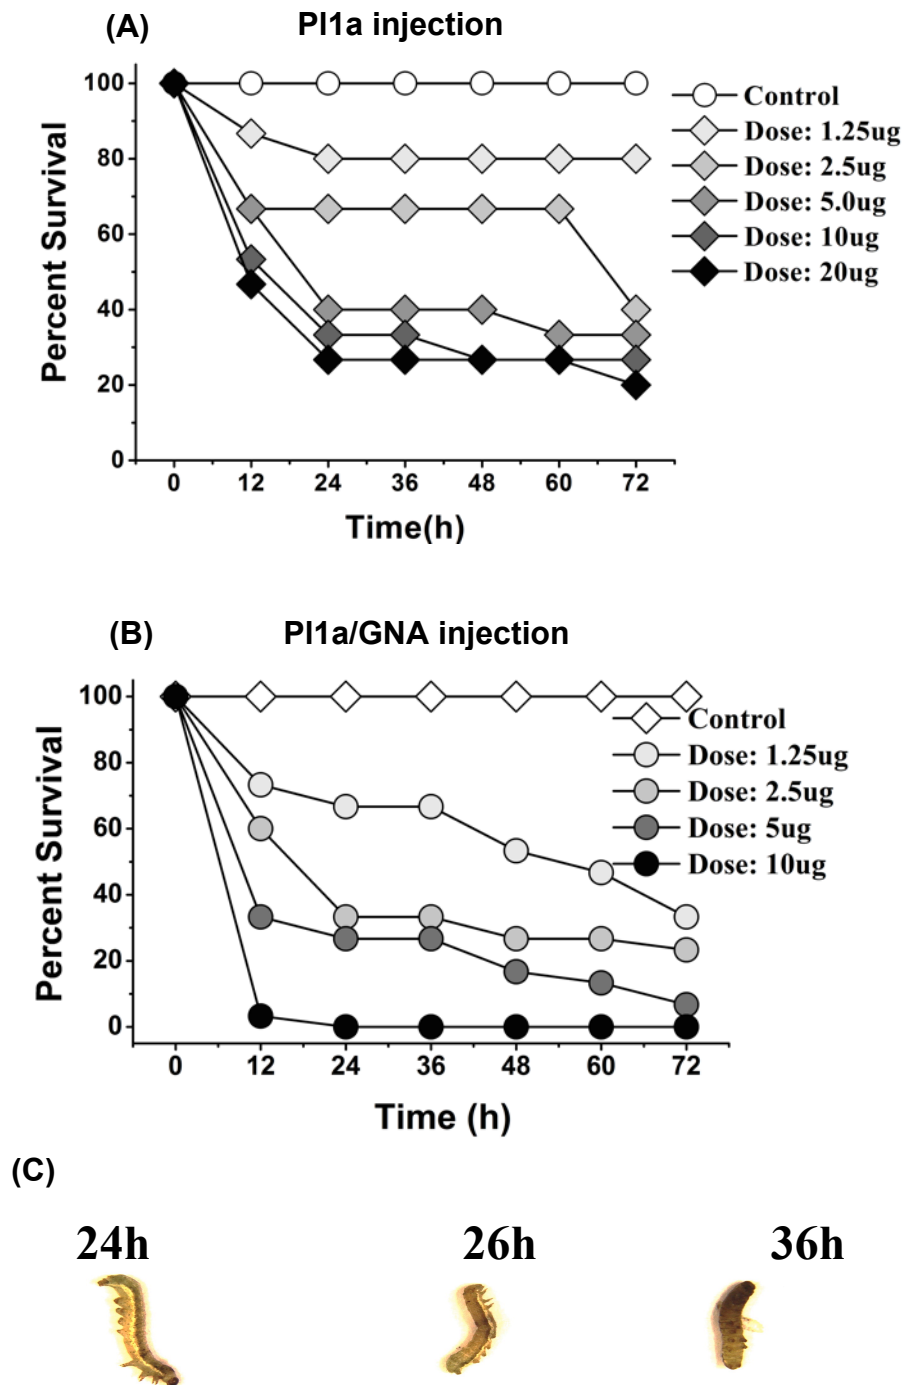 (A)
Pl1a injection
100
80
60
40
20
0
Percent Survival
0 12 24 36 48 60 72
Time(h)
Control
Dose: 1.25ug
Dose: 2.5ug
Dose: 5.0ug
Dose: 10ug
Dose: 20ug
(B)
Pl1a/GNA injection
100
80
60
40
20
0
Percent Survival
0 12 24 36 48 60 72
Time (h)
Control
Dose: 1.25ug
Dose: 2.5ug
Dose: 5ug
Dose: 10ug
(C)
24h 26h 36h